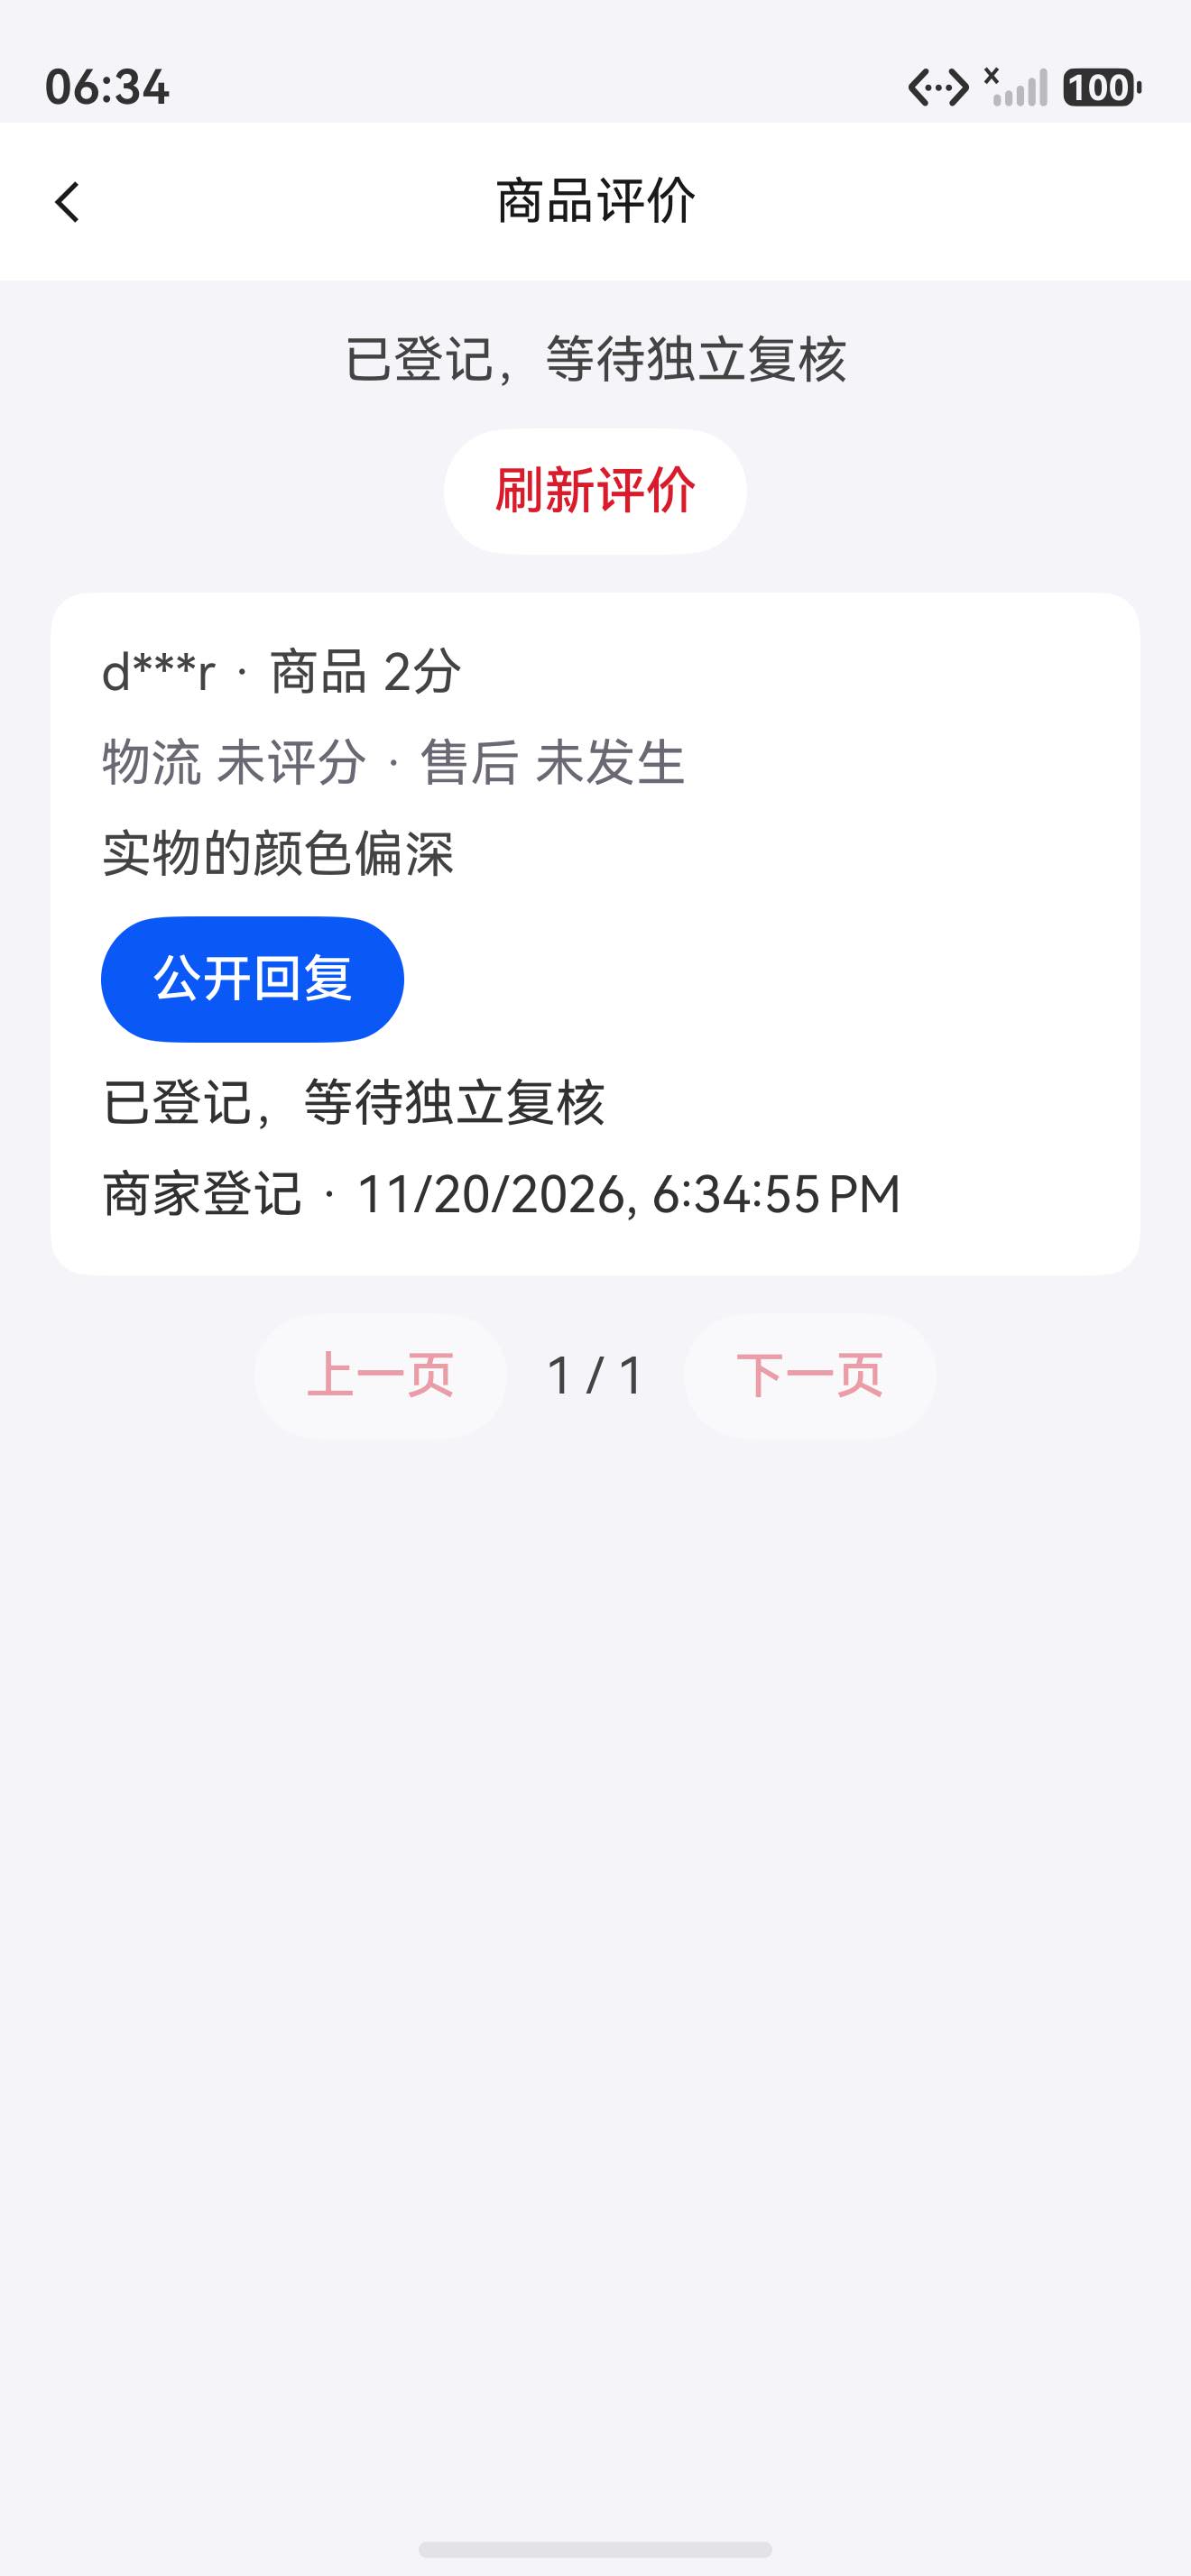 06:34
100
商品评价
已登记，等待独立复核
刷新评价
d***r · 商品 2分
物流 未评分 · 售后 未发生
实物的颜色偏深
公开回复
已登记，等待独立复核
商家登记 · 11/20/2026, 6:34:55 PM
上一页 1 / 1 下一页